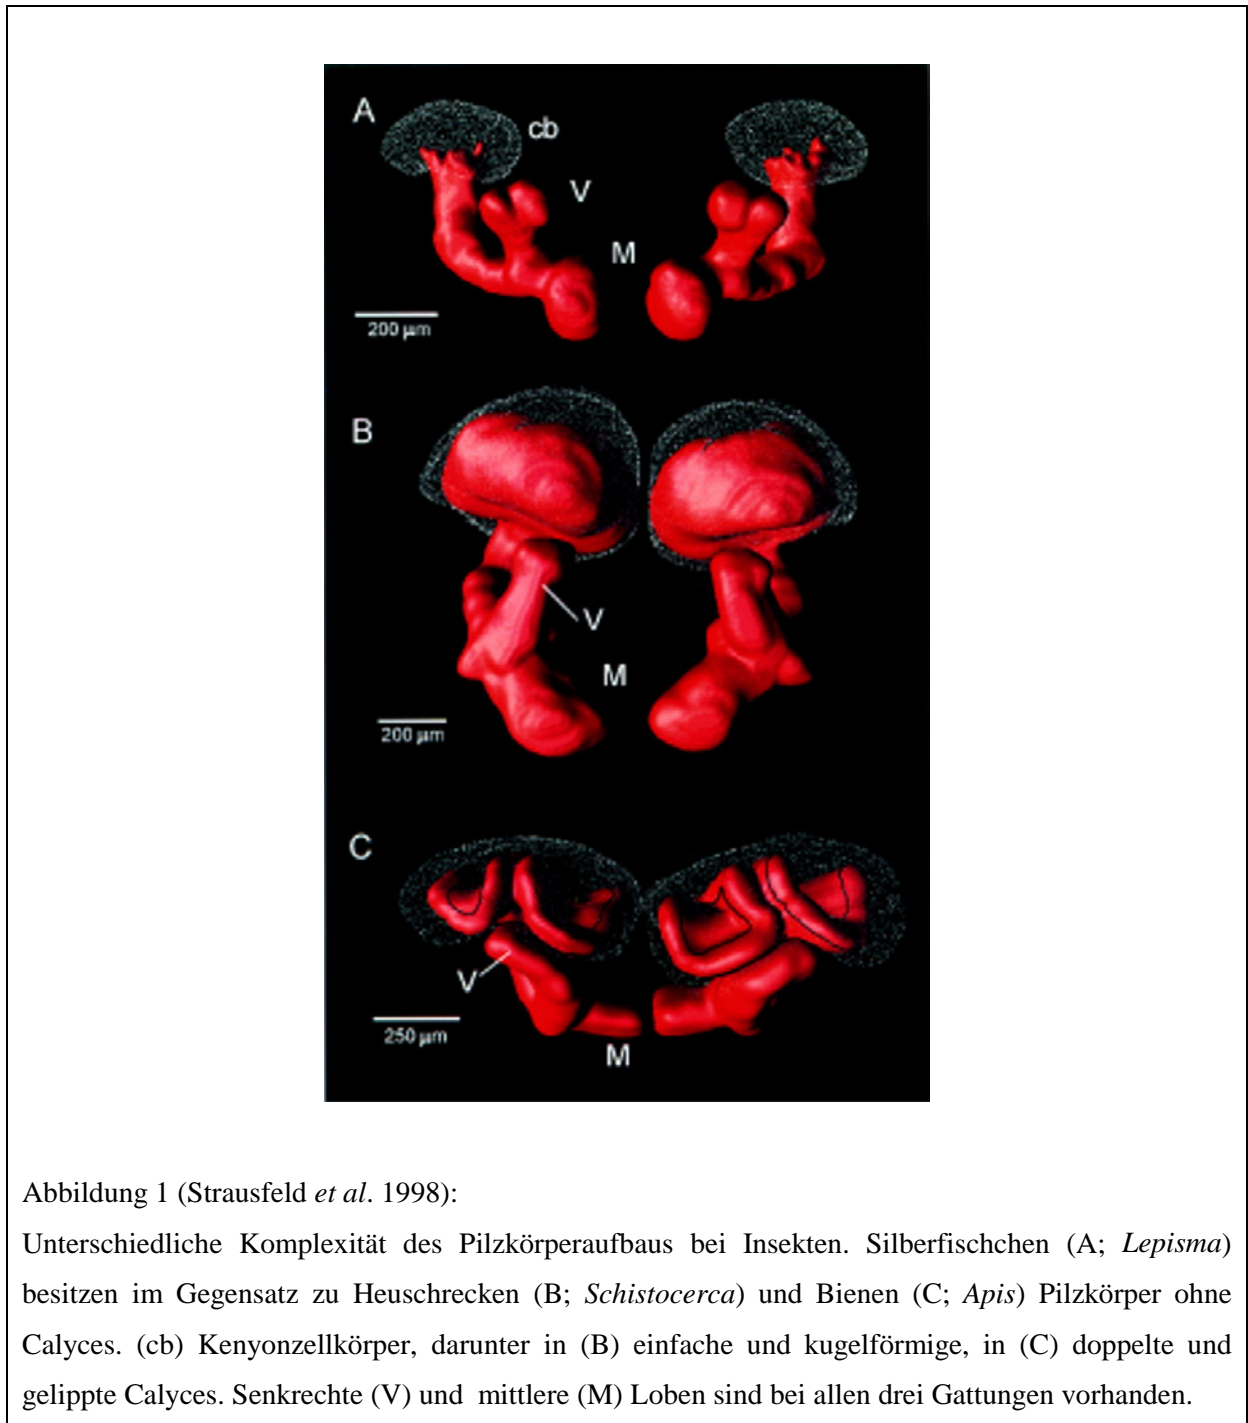 A
cb
V
M
200 µm
B
V
M
200 µm
C
V
250 µm
M
Abbildung 1 (Strausfeld et al. 1998):
Unterschiedliche Komplexität des Pilzkörperaufbaus bei Insekten. Silberfischchen (A; Lepisma)
besitzen im Gegensatz zu Heuschrecken (B; Schistocerca) und Bienen (C; Apis) Pilzkörper ohne
Calyces. (cb) Kenyonzellkörper, darunter in (B) einfache und kugelförmige, in (C) doppelte und
gelippte Calyces. Senkrechte (V) und mittlere (M) Loben sind bei allen drei Gattungen vorhanden.